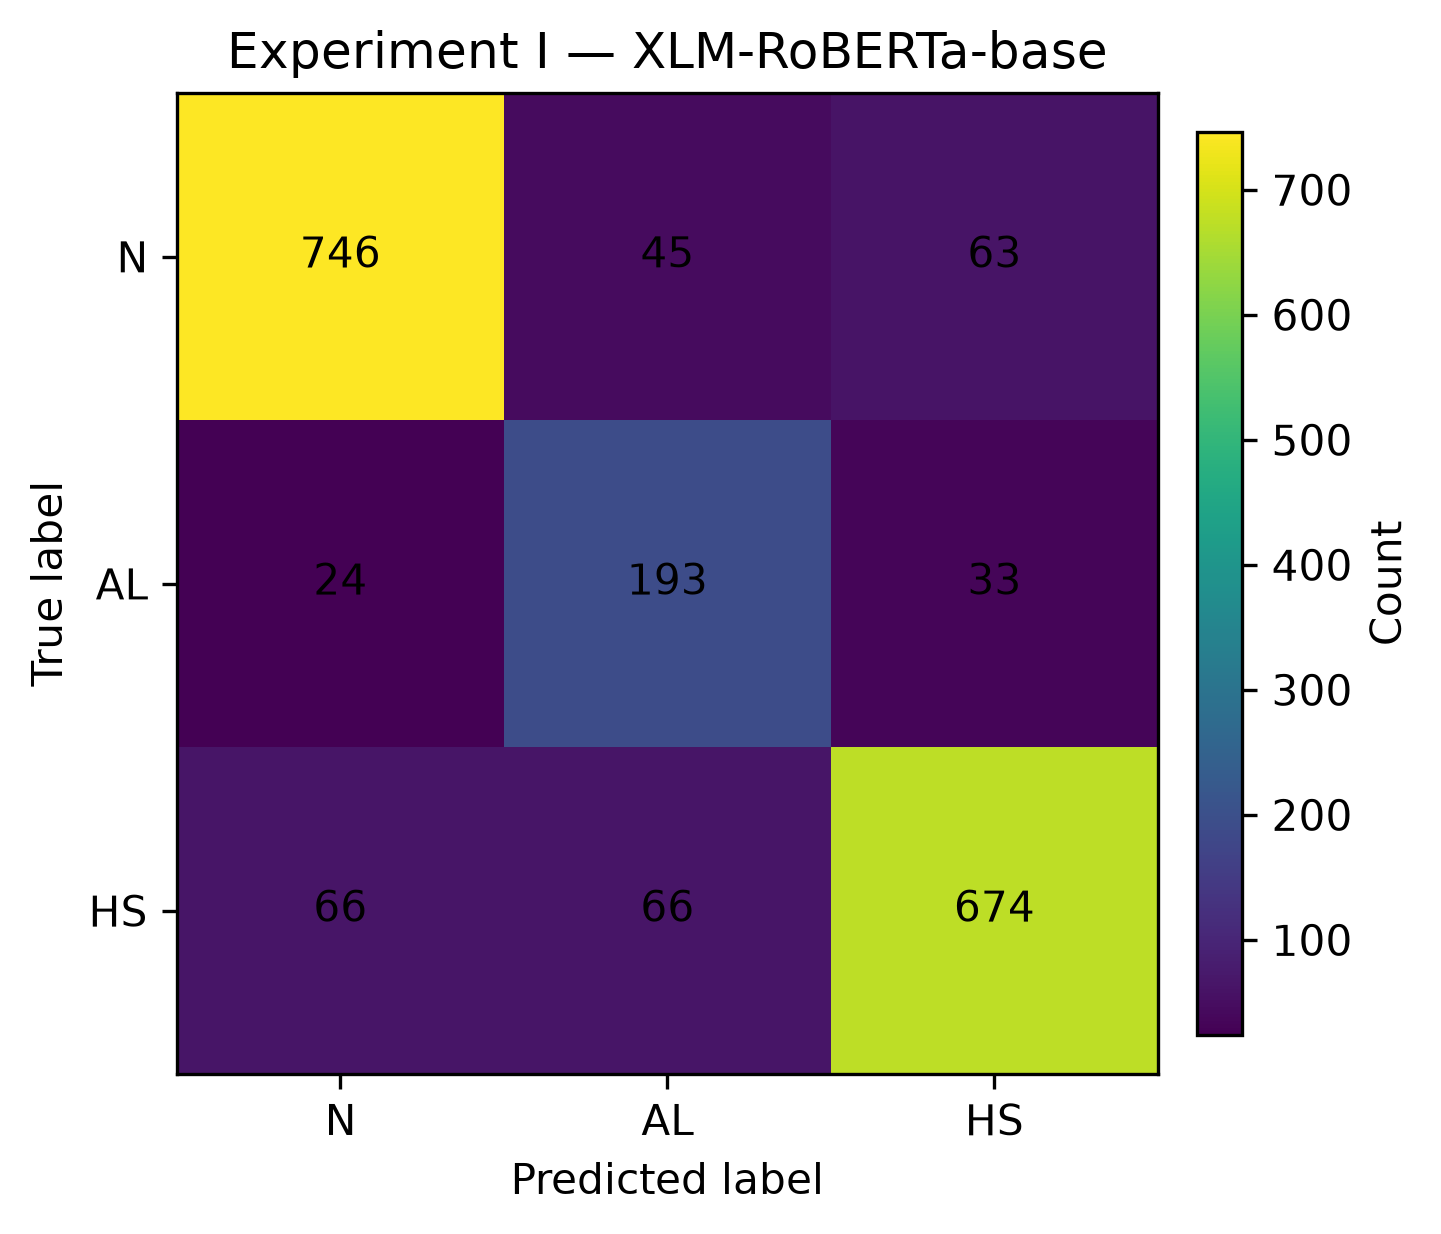 Experiment I — XLM-RoBERTa-base
N 746 45 63
AL 24 193 33
HS 66 66 674
N AL HS
Predicted label
True label
700
600
500
400
300
200
100
Count